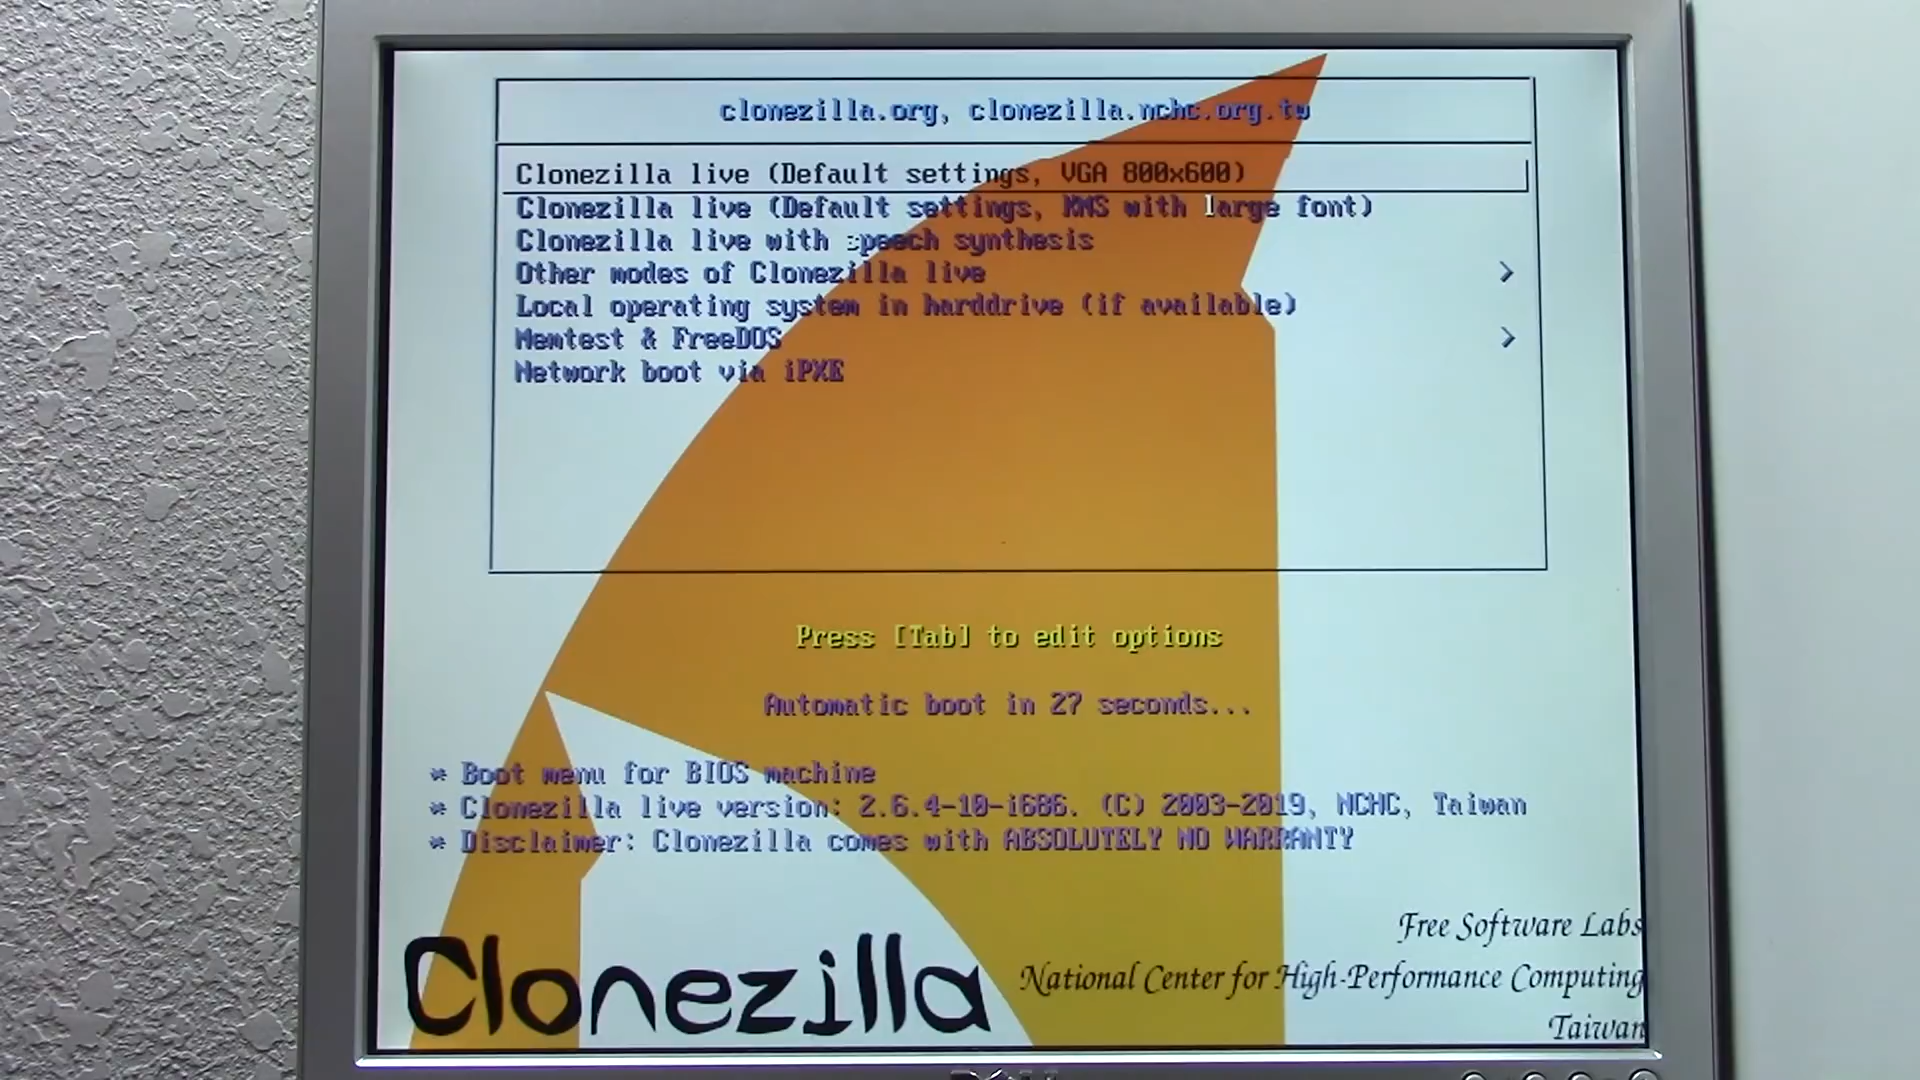 clonezilla.org, clonezilla.nchc.org.tw
Clonezilla live (Default settings, VGA 800x600)
Clonezilla live (Default settings, KMS with large font)
Clonezilla live with speech synthesis
Other modes of Clonezilla live >
Local operating system in harddrive (if available)
Memtest & FreeDOS >
Network boot via iPXE
Press [Tab] to edit options
Automatic boot in 27 seconds...
* Boot menu for BIOS machine
* Clonezilla live version: 2.6.4-10-i686. (C) 2003-2019, NCHC, Taiwan
* Disclaimer: Clonezilla comes with ABSOLUTELY NO WARRANTY
Clonezilla
Free Software Labs
National Center for High-Performance Computing
Taiwan